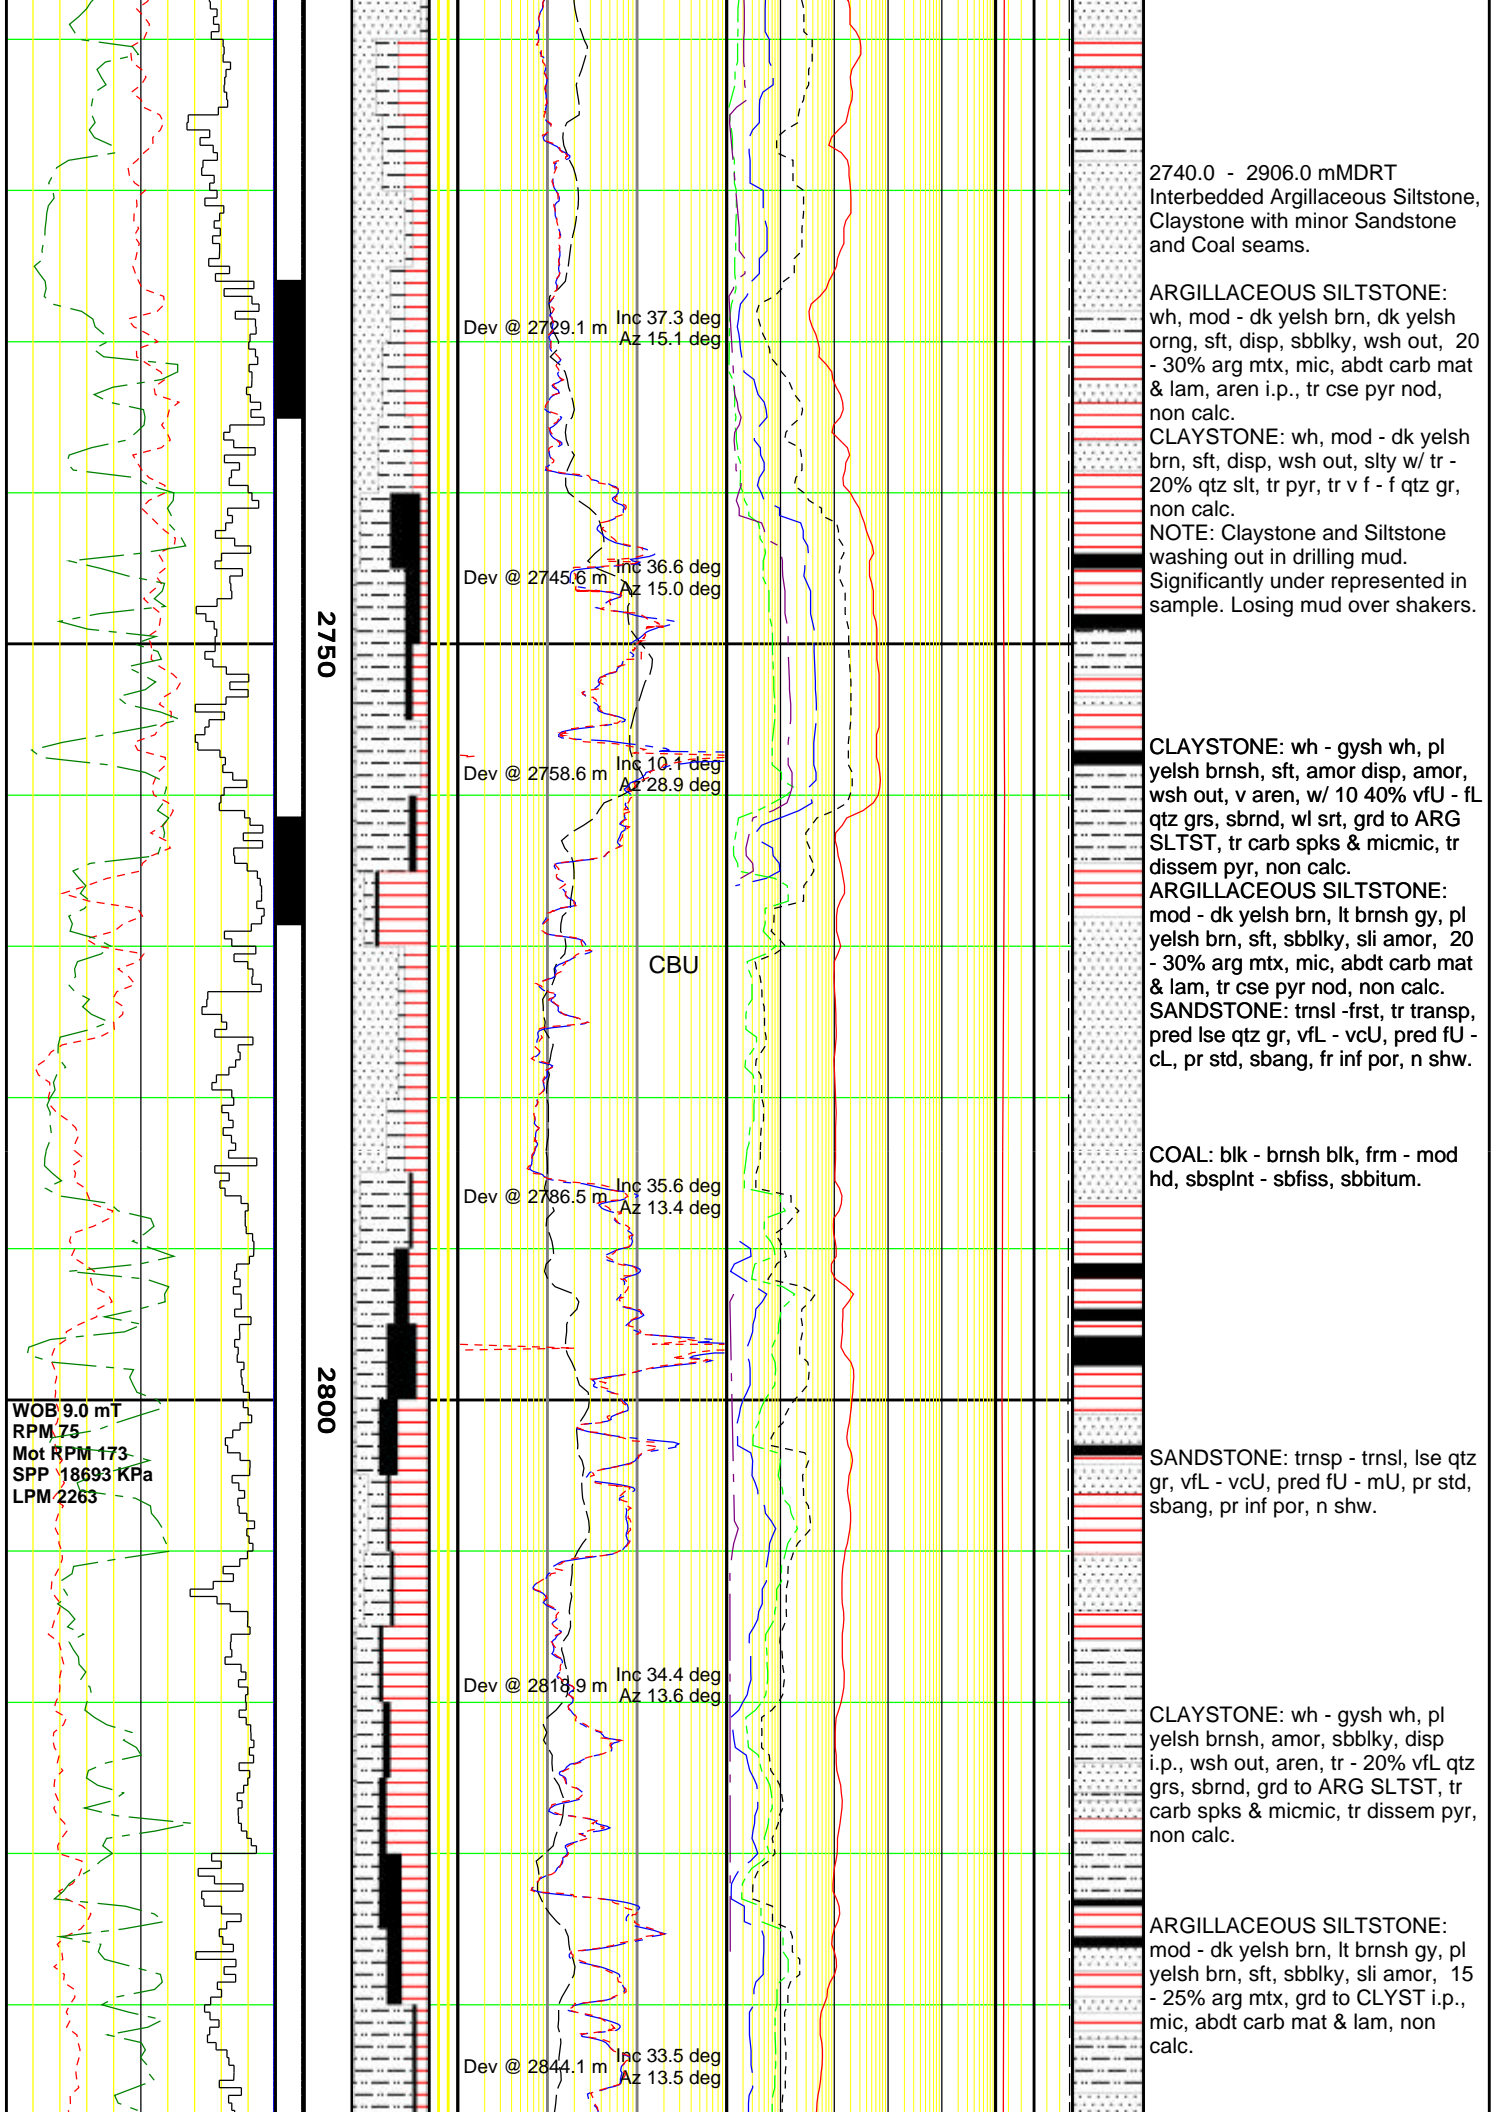 2740.0 - 2906.0 mMDRT
Interbedded Argillaceous Siltstone,
Claystone with minor Sandstone
and Coal seams.
ARGILLACEOUS SILTSTONE:
wh, mod - dk yelsh brn, dk yelsh
orng, sft, disp, sbblky, wsh out, 20
- 30% arg mtx, mic, abdt carb mat
& lam, aren i.p., tr cse pyr nod,
non calc.
CLAYSTONE: wh, mod - dk yelsh
brn, sft, disp, wsh out, slty w/ tr -
20% qtz slt, tr pyr, tr v f - f qtz gr,
non calc.
NOTE: Claystone and Siltstone
washing out in drilling mud.
Significantly under represented in
sample. Losing mud over shakers.
Dev @ 2729.1 m
Inc 37.3 deg
Az 15.1 deg
Dev @ 2745.6 m
Inc 36.6 deg
Az 15.0 deg
2750
Dev @ 2758.6 m
Inc 10.1 deg
Az 28.9 deg
CLAYSTONE: wh - gysh wh, pl
yelsh brnsh, sft, amor disp, amor,
wsh out, v aren, w/ 10 40% vfU - fL
qtz grs, sbrnd, wl srt, grd to ARG
SLTST, tr carb spks & micmic, tr
dissem pyr, non calc.
ARGILLACEOUS SILTSTONE:
mod - dk yelsh brn, lt brnsh gy, pl
yelsh brn, sft, sbblky, sli amor, 20
- 30% arg mtx, mic, abdt carb mat
& lam, tr cse pyr nod, non calc.
SANDSTONE: trnsl -frst, tr transp,
pred lse qtz gr, vfL - vcU, pred fU -
cL, pr std, sbang, fr inf por, n shw.
CBU
COAL: blk - brnsh blk, frm - mod
hd, sbsplnt - sbfiss, sbbitum.
Dev @ 2786.5 m
Inc 35.6 deg
Az 13.4 deg
2800
WOB 9.0 mT
RPM 75
Mot RPM 173
SPP 18693 KPa
LPM 2263
SANDSTONE: trnsp - trnsl, lse qtz
gr, vfL - vcU, pred fU - mU, pr std,
sbang, pr inf por, n shw.
Dev @ 2818.9 m
Inc 34.4 deg
Az 13.6 deg
CLAYSTONE: wh - gysh wh, pl
yelsh brnsh, amor, sbblky, disp
i.p., wsh out, aren, tr - 20% vfL qtz
grs, sbrnd, grd to ARG SLTST, tr
carb spks & micmic, tr dissem pyr,
non calc.
ARGILLACEOUS SILTSTONE:
mod - dk yelsh brn, lt brnsh gy, pl
yelsh brn, sft, sbblky, sli amor, 15
- 25% arg mtx, grd to CLYST i.p.,
mic, abdt carb mat & lam, non
calc.
Dev @ 2844.1 m
Inc 33.5 deg
Az 13.5 deg